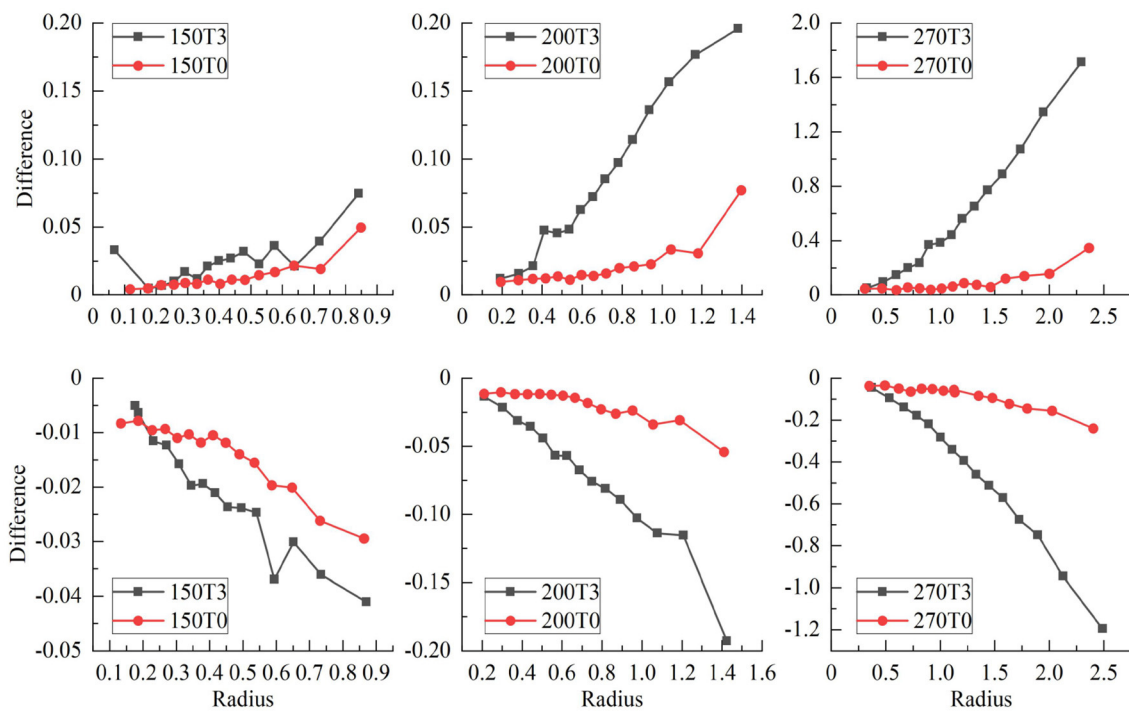 0.20
0.15
0.10
0.05
0
150T3
150T0
0 0.1 0.2 0.3 0.4 0.5 0.6 0.7 0.8 0.9
Difference
0.20
0.15
0.10
0.05
0
200T3
200T0
0 0.2 0.4 0.6 0.8 1.0 1.2 1.4
2.0
1.6
1.2
0.8
0.4
0
270T3
270T0
0 0.5 1.0 1.5 2.0 2.5
0
-0.01
-0.02
-0.03
-0.04
-0.05
150T3
150T0
0.1 0.2 0.3 0.4 0.5 0.6 0.7 0.8 0.9
Difference
Radius
0
-0.05
-0.10
-0.15
-0.20
200T3
200T0
0.2 0.4 0.6 0.8 1.0 1.2 1.4 1.6
Radius
0
-0.2
-0.4
-0.6
-0.8
-1.0
-1.2
270T3
270T0
0 0.5 1.0 1.5 2.0 2.5
Radius